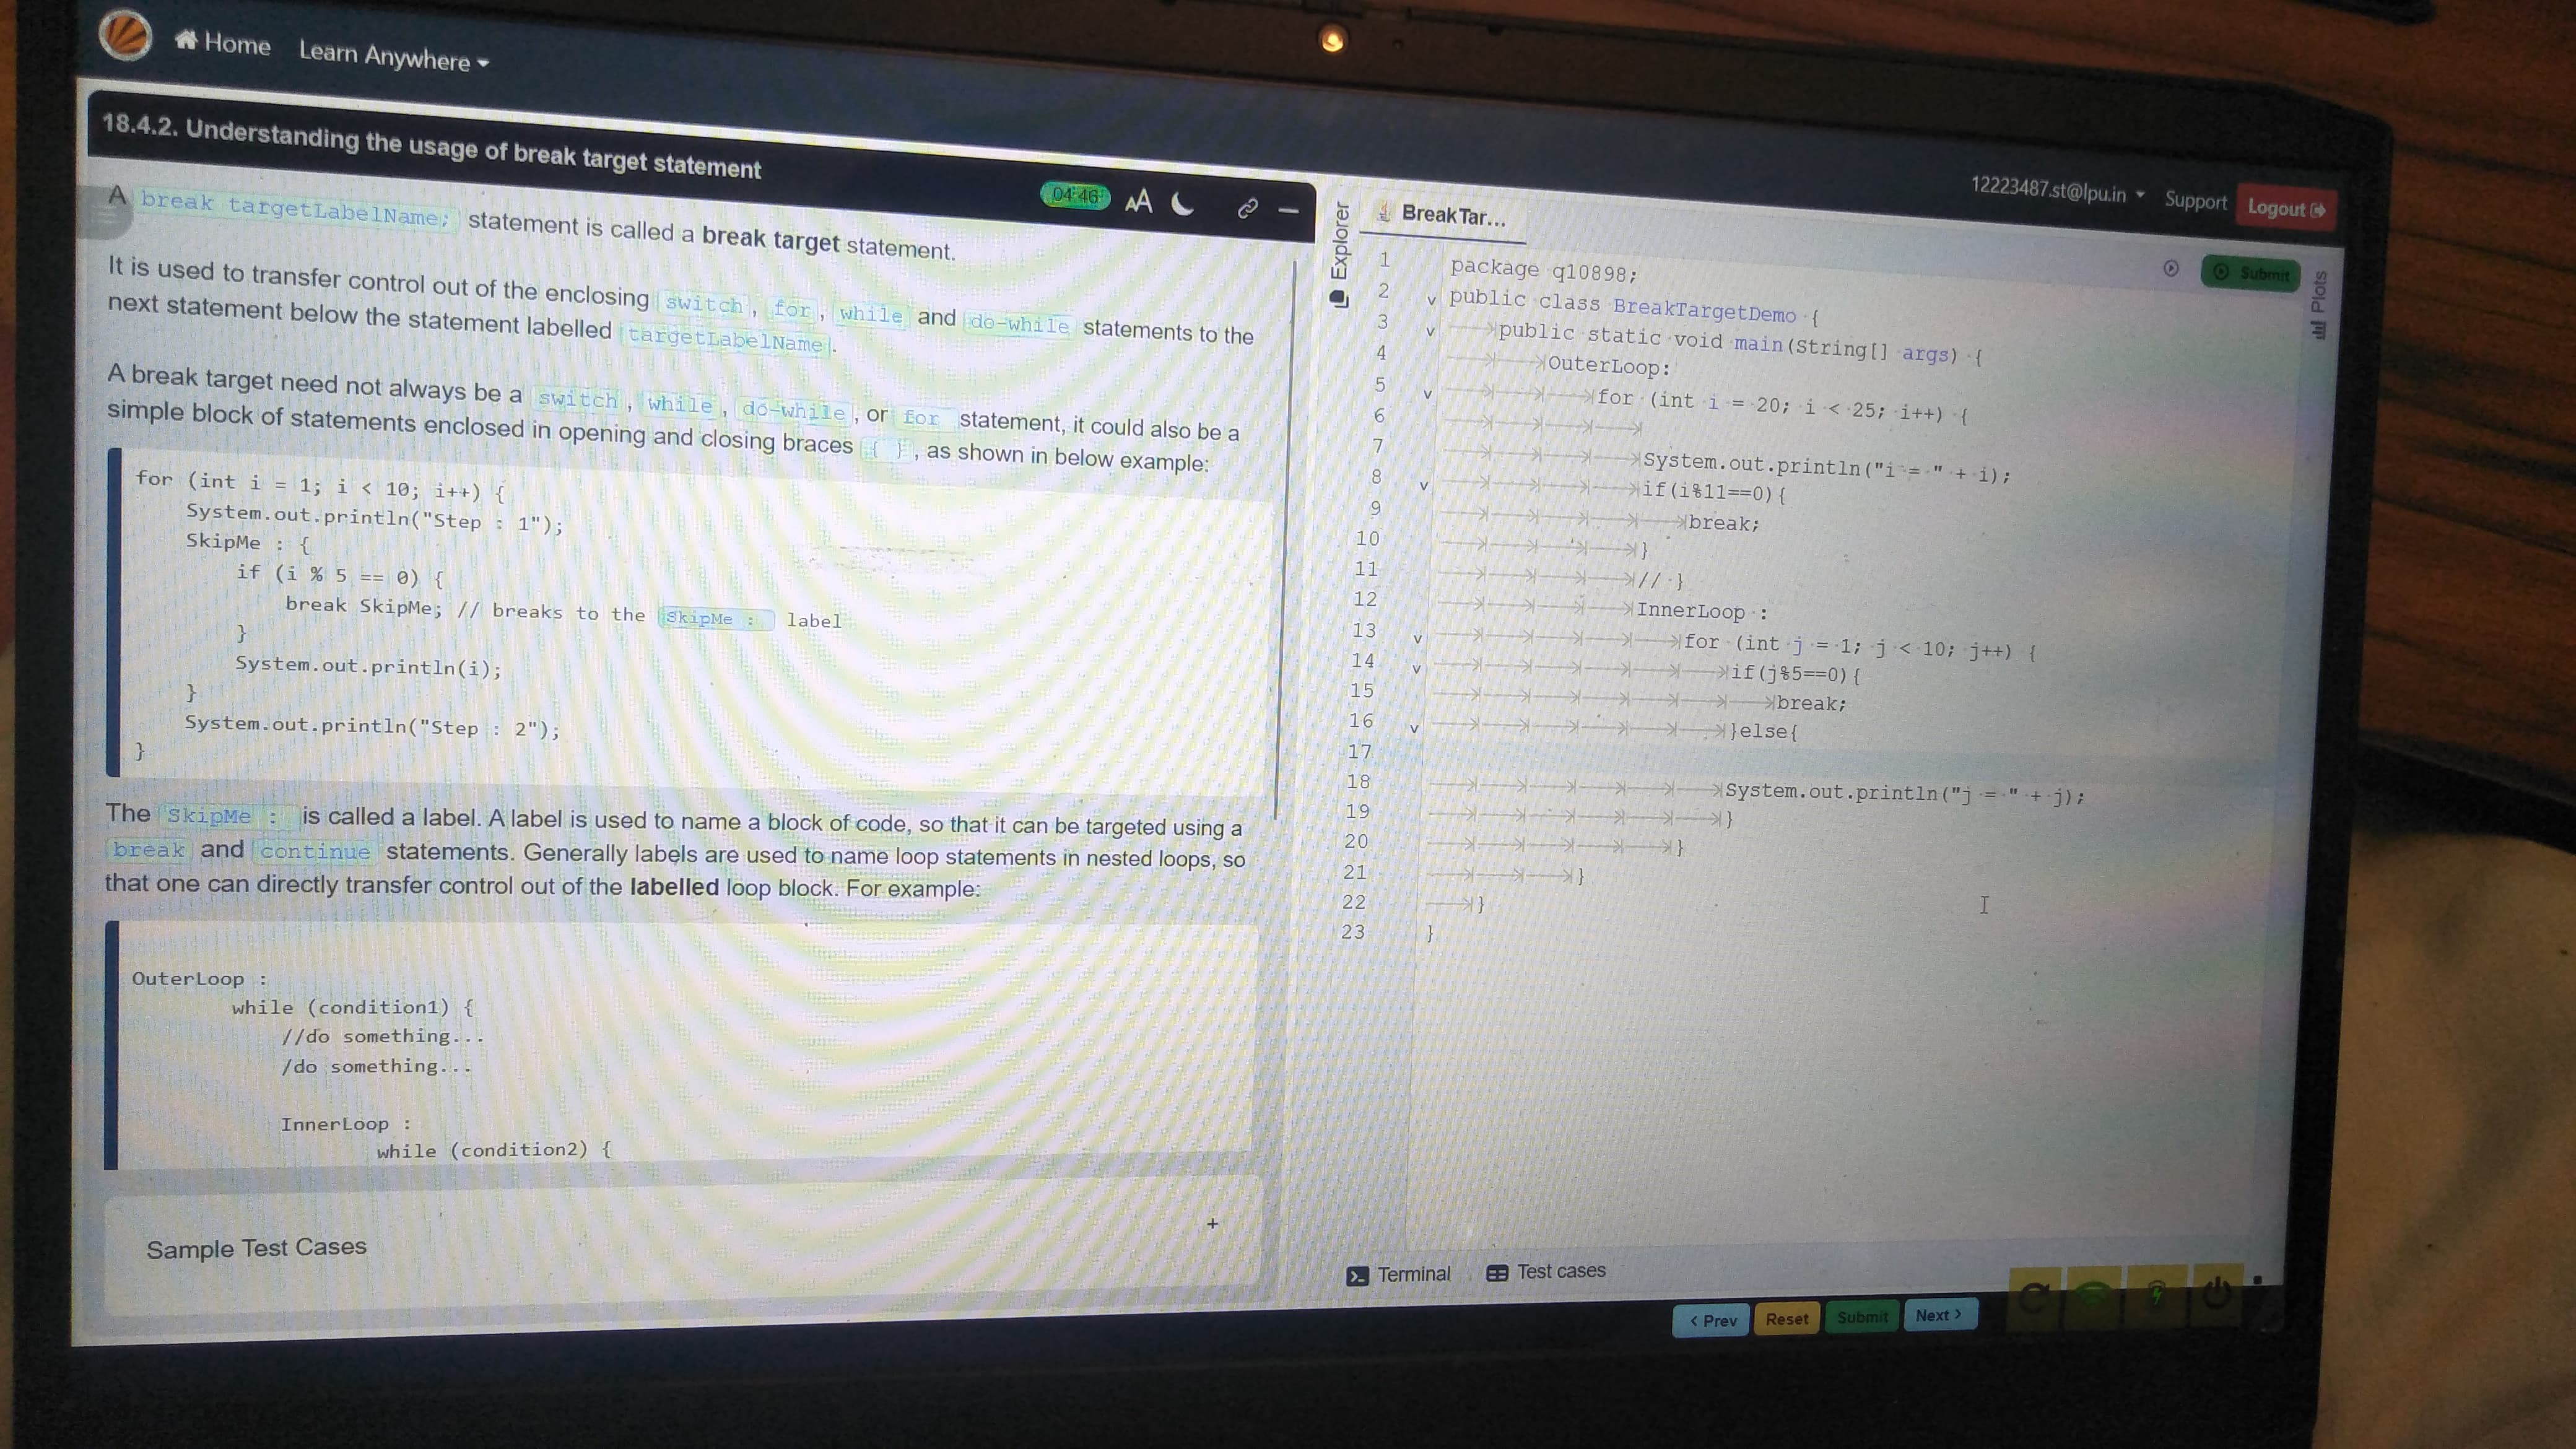 Home Learn Anywhere
18.4.2. Understanding the usage of break target statement
04:46 AA
A break targetLabelName; statement is called a break target statement.
It is used to transfer control out of the enclosing switch, for, while and do-while statements to the
next statement below the statement labelled targetLabelName.
A break target need not always be a switch, while, do-while, or for statement, it could also be a
simple block of statements enclosed in opening and closing braces { }, as shown in below example:
for (int i = 1; i < 10; i++) {
System.out.println("Step : 1");
SkipMe : {
if (i % 5 == 0) {
break SkipMe; // breaks to the SkipMe : label
}
System.out.println(i);
}
System.out.println("Step : 2");
}
The SkipMe : is called a label. A label is used to name a block of code, so that it can be targeted using a
break and continue statements. Generally labels are used to name loop statements in nested loops, so
that one can directly transfer control out of the labelled loop block. For example:
OuterLoop :
while (condition1) {
//do something...
/do something...
InnerLoop :
while (condition2) {
Sample Test Cases +
12223487.st@lpu.in Support Logout
Explorer
BreakTar...
Submit
Plots
1 package q10898;
2 public class BreakTargetDemo {
3 public static void main(String[] args) {
4 OuterLoop:
5 for (int i = 20; i < 25; i++) {
6
7 System.out.println("i = " + i);
8 if(i%11==0){
9 break;
10 }
11 // }
12 InnerLoop :
13 for (int j = 1; j < 10; j++) {
14 if(j%5==0){
15 break;
16 }else{
17
18 System.out.println("j = " + j);
19 }
20 }
21 }
22 }
23 }
Terminal Test cases
< Prev Reset Submit Next >